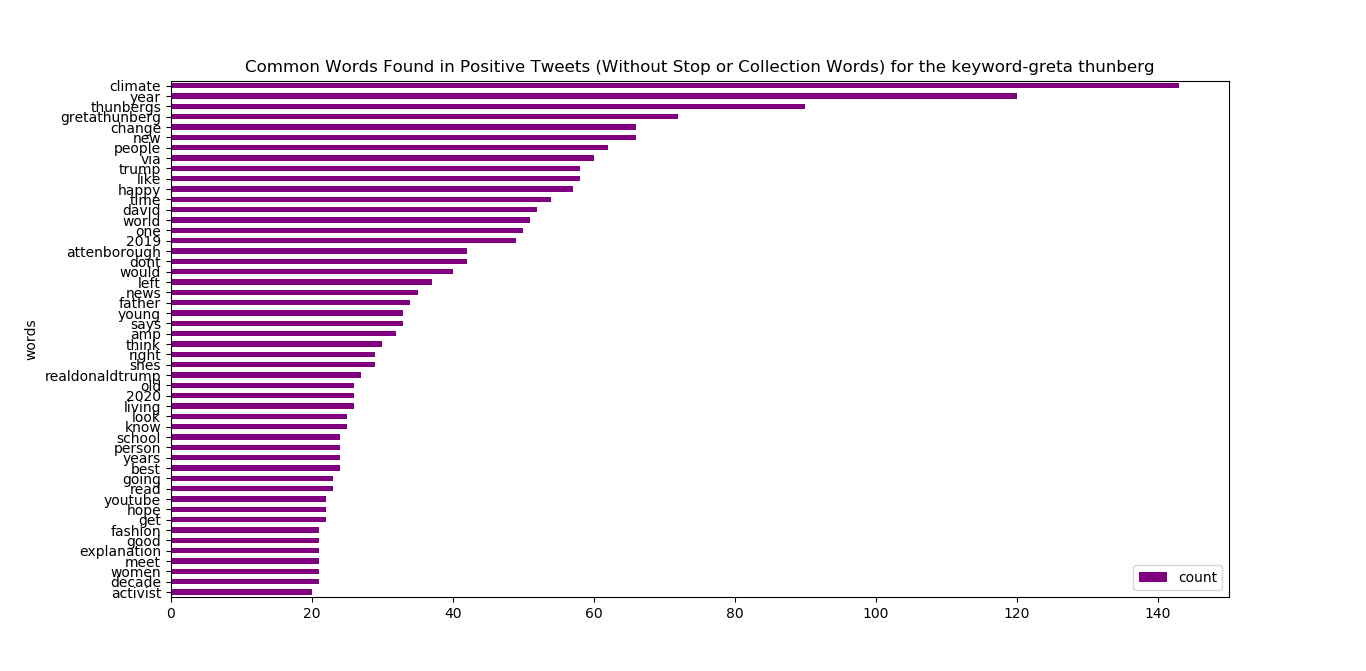 Common Words Found in Positive Tweets (Without Stop or Collection Words) for the keyword-greta thunberg
climate
year
thunbergs
gretathunberg
change
new
people
via
trump
like
happy
time
david
world
one
2019
attenborough
dont
would
left
news
father
young
says
amp
think
right
shes
realdonaldtrump
old
2020
living
look
know
school
person
years
best
going
read
youtube
hope
get
fashion
good
explanation
meet
women
decade
activist
words
count
0 20 40 60 80 100 120 140